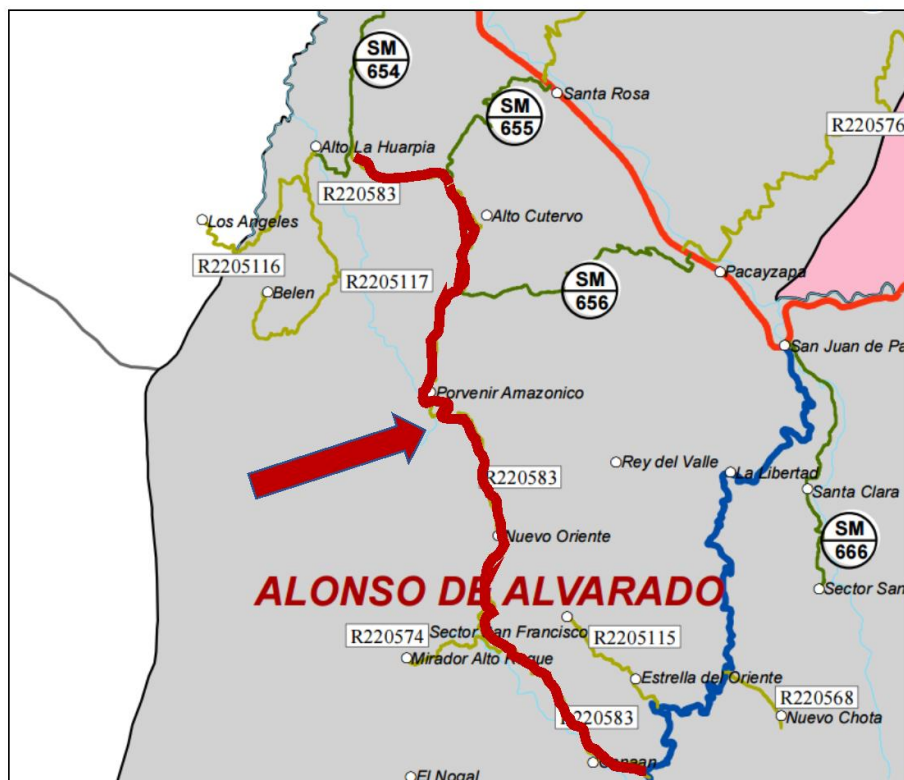 SM
654
Santa Rosa
SM
655
R220576
Alto La Huarpia
R220583
Los Angeles
Alto Cutervo
R2205116
R2205117
Belen
SM
656
Pacayzapa
San Juan de Pa
Porvenir Amazonico
Rey del Valle
La Libertad
R220583
Santa Clara
Nuevo Oriente
SM
666
ALONSO DE ALVARADO
Sector San
R220574
Sector San Francisco
R2205115
Mirador Alto Roque
Estrella del Oriente
R220568
R220583
Nuevo Chota
Canaan
El Nogal